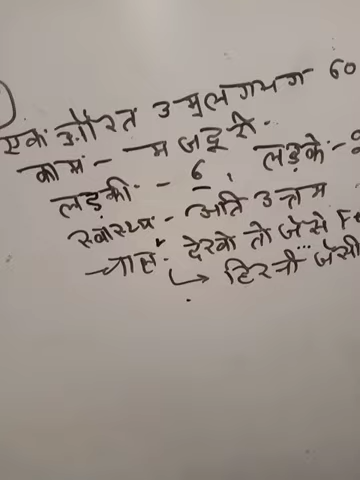 एक औरत उम्र लगभग 60
काम - मजदूरी
लड़की - 6, लड़के -
स्वास्थ्य - अति उत्तम
चाल: देखो तो जैसे
↳ हिरनी जैसी